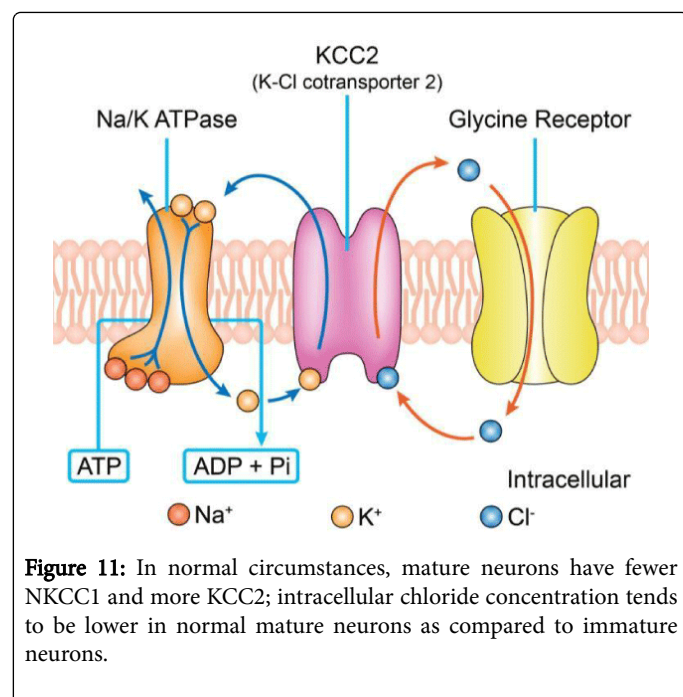 KCC2
(K-Cl cotransporter 2)
Na/K ATPase
Glycine Receptor
ATP
ADP + Pi
Intracellular
Na⁺
K⁺
Cl⁻
Figure 11: In normal circumstances, mature neurons have fewer
NKCC1 and more KCC2; intracellular chloride concentration tends
to be lower in normal mature neurons as compared to immature
neurons.